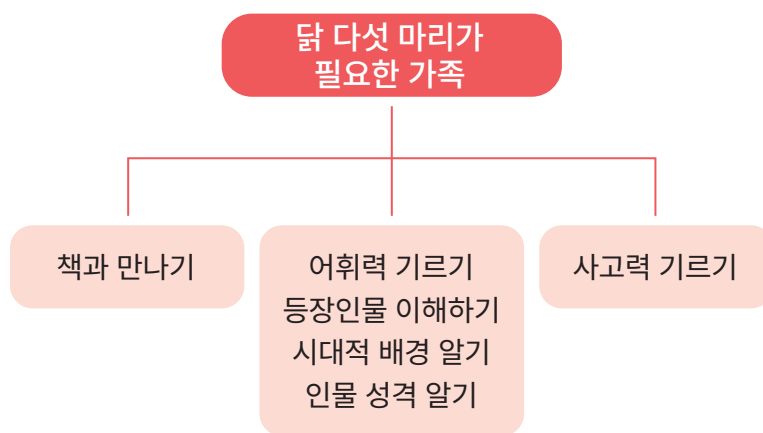 닭 다섯 마리가
필요한 가족
책과 만나기
어휘력 기르기
등장인물 이해하기
시대적 배경 알기
인물 성격 알기
사고력 기르기